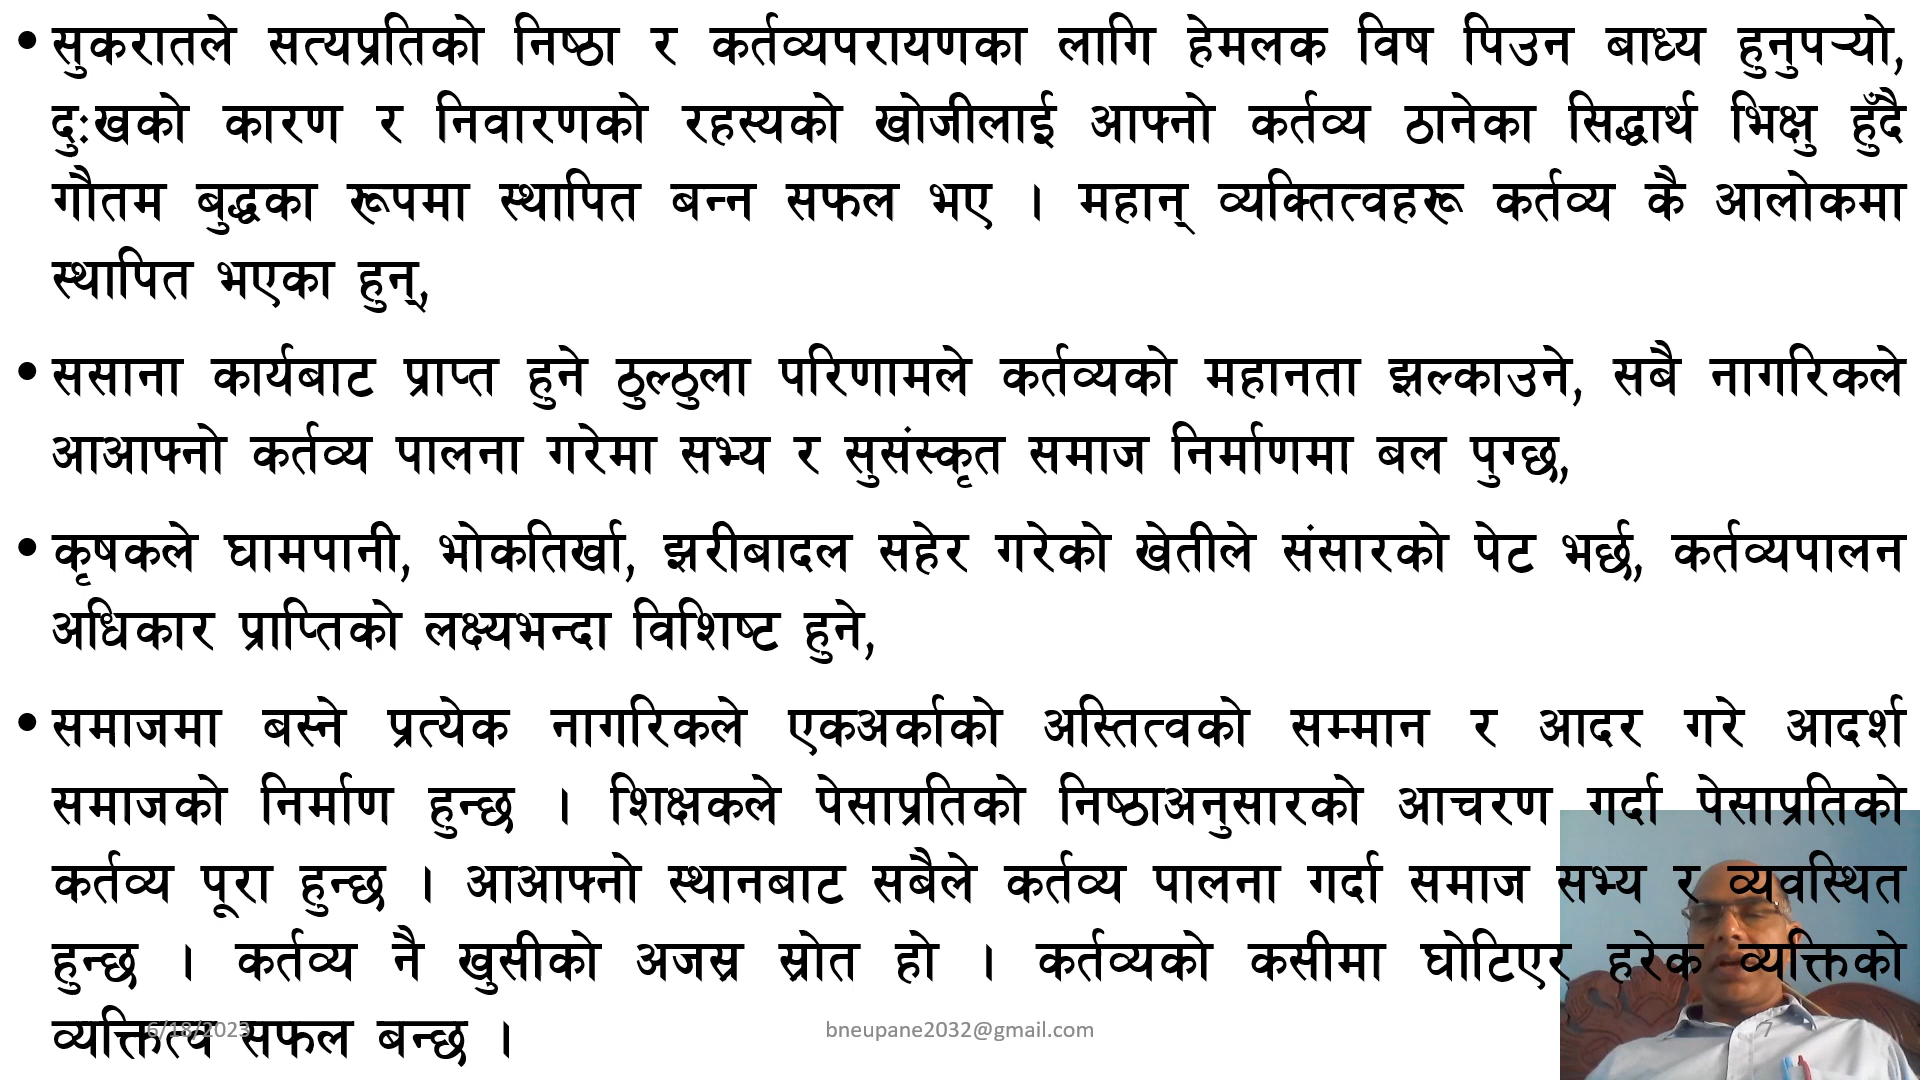 • सुकरातले सत्यप्रतिको निष्ठा र कर्तव्यपरायणका लागि हेमलक विष पिउन बाध्य हुनुपऱ्यो,
दुःखको कारण र निवारणको रहस्यको खोजीलाई आफ्नो कर्तव्य ठानेका सिद्धार्थ भिक्षु हुँदै
गौतम बुद्धका रूपमा स्थापित बन्न सफल भए । महान् व्यक्तित्वहरू कर्तव्य कै आलोकमा
स्थापित भएका हुन्,
• ससाना कार्यबाट प्राप्त हुने ठुल्ठुला परिणामले कर्तव्यको महानता झल्काउने, सबै नागरिकले
आआफ्नो कर्तव्य पालना गरेमा सभ्य र सुसंस्कृत समाज निर्माणमा बल पुग्छ,
• कृषकले घामपानी, भोकतिर्खा, झरीबादल सहेर गरेको खेतीले संसारको पेट भर्छ, कर्तव्यपालन
अधिकार प्राप्तिको लक्ष्यभन्दा विशिष्ट हुने,
• समाजमा बस्ने प्रत्येक नागरिकले एकअर्काको अस्तित्वको सम्मान र आदर गरे आदर्श
समाजको निर्माण हुन्छ । शिक्षकले पेसाप्रतिको निष्ठाअनुसारको आचरण गर्दा पेसाप्रतिको
कर्तव्य पूरा हुन्छ । आआफ्नो स्थानबाट सबैले कर्तव्य पालना गर्दा समाज सभ्य र व्यवस्थित
हुन्छ । कर्तव्य नै खुसीको अजस्र स्रोत हो । कर्तव्यको कसीमा घोटिएर हरेक व्यक्तिको
व्यक्तित्व सफल बन्छ ।
6/18/2023 bneupane2032@gmail.com 7